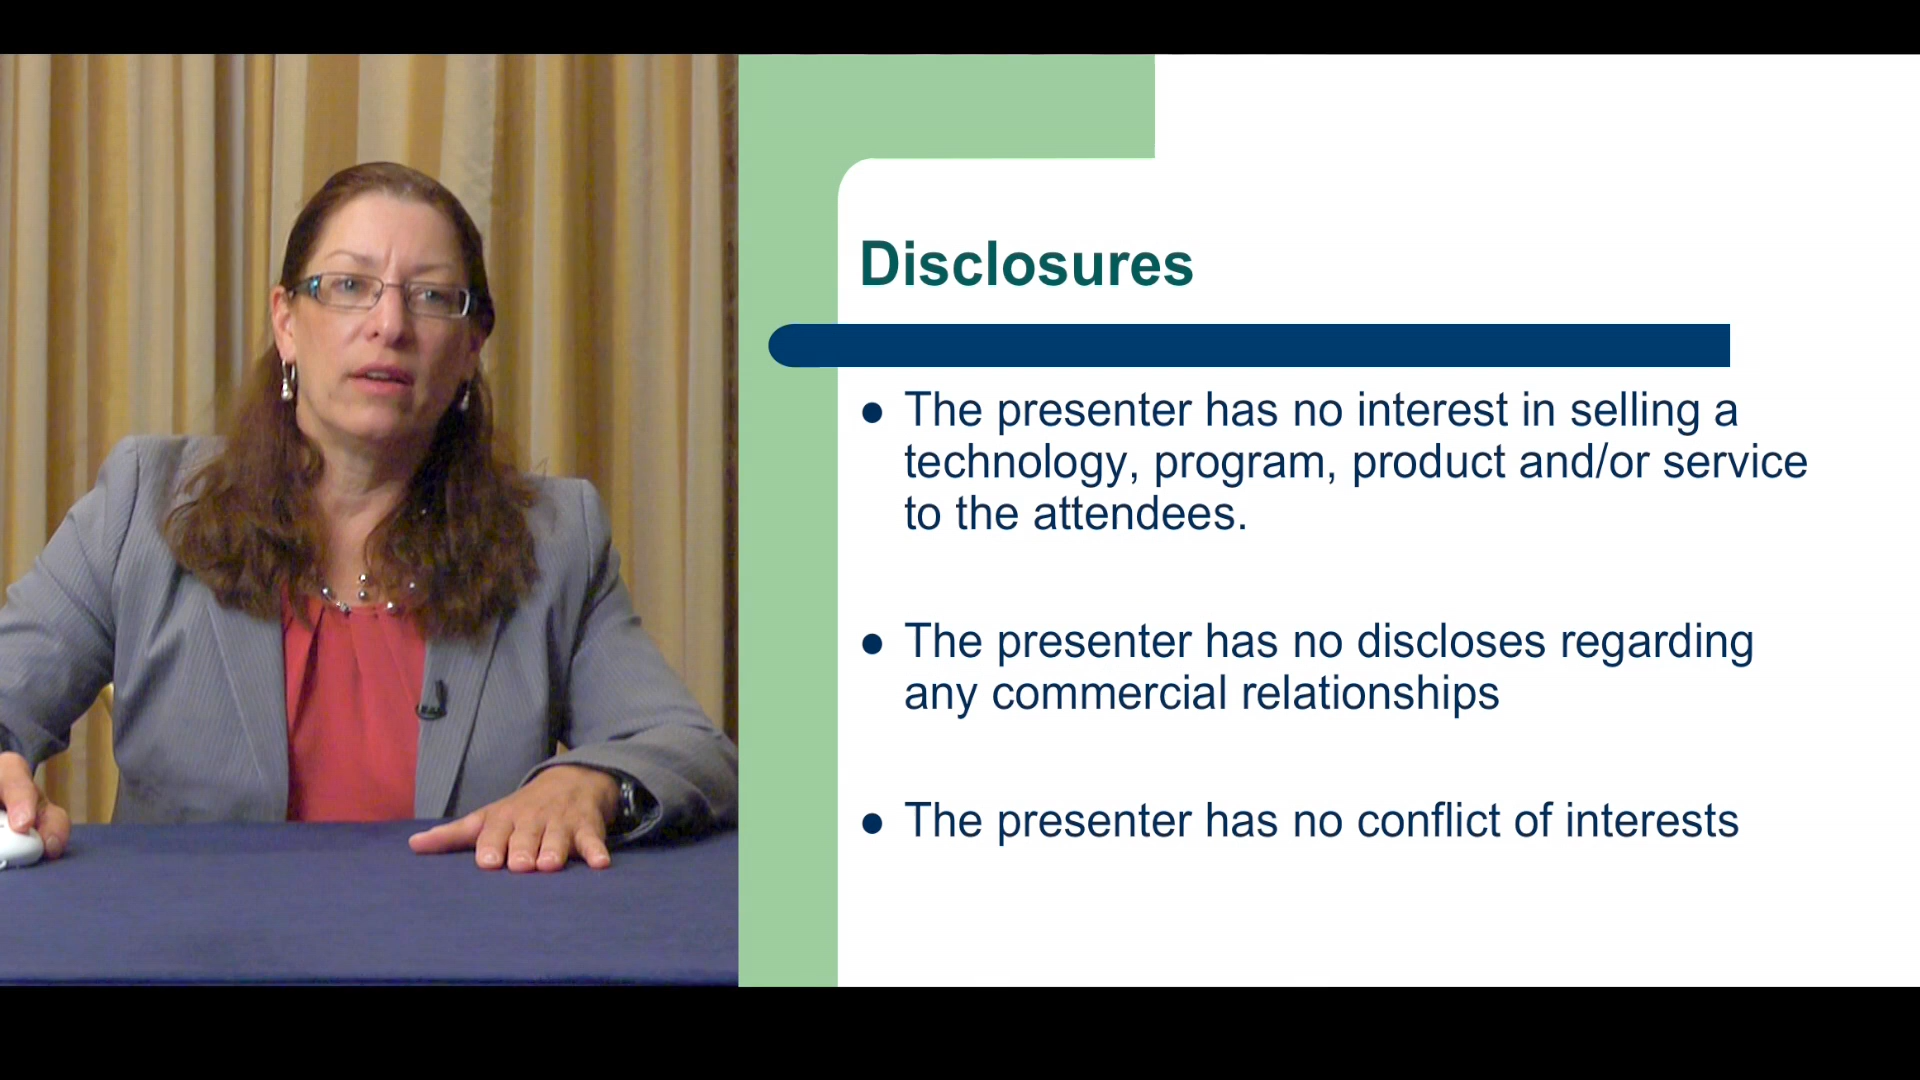 Disclosures
The presenter has no interest in selling a
technology, program, product and/or service
to the attendees.
The presenter has no discloses regarding
any commercial relationships
The presenter has no conflict of interests